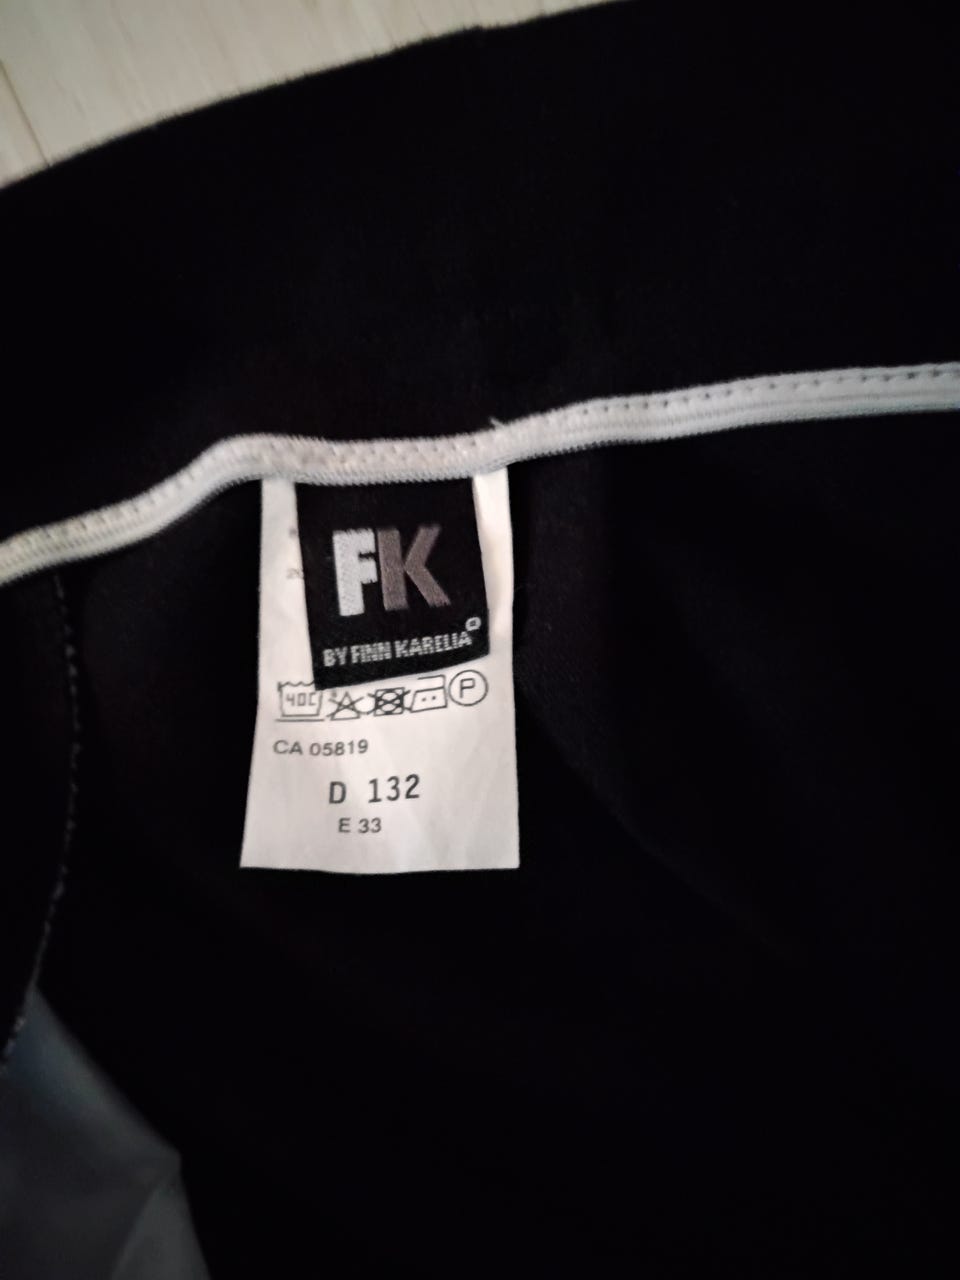 FK
BY FINN KARELIA
40C P
CA 05819
D 132
E 33